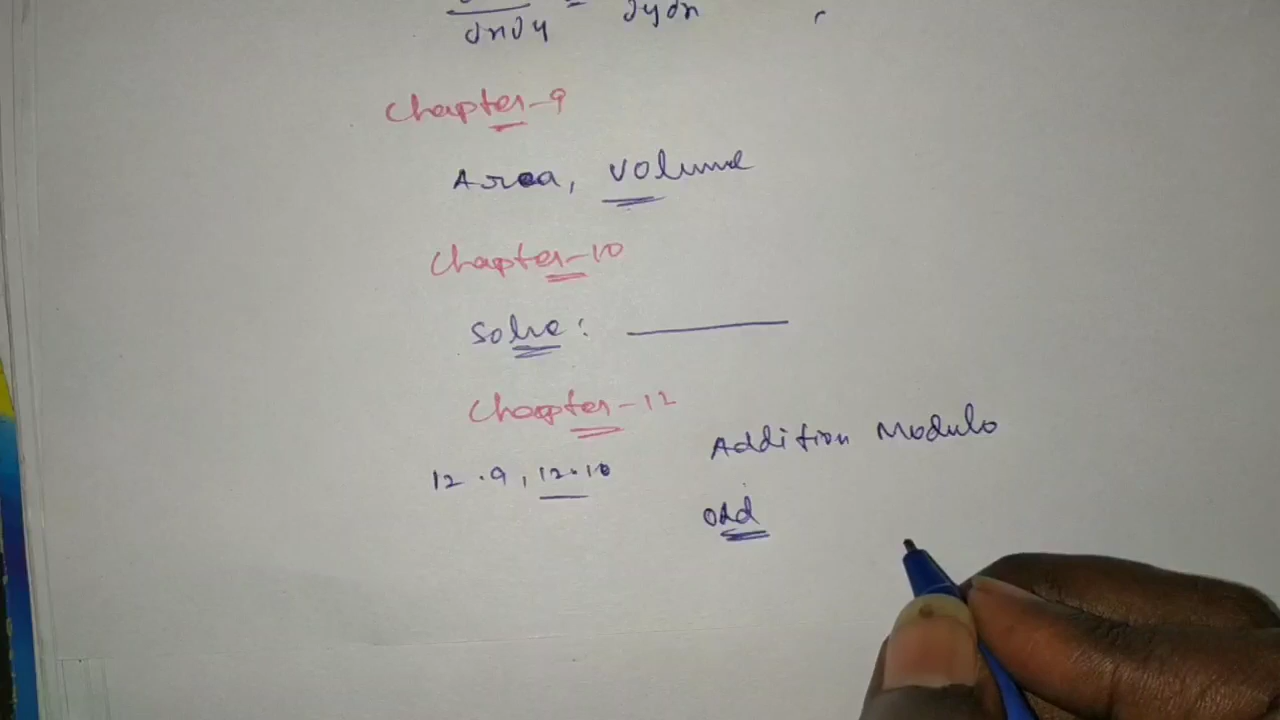 ∂x∂y = ∂y∂x
Chapter-9
Area, Volume
Chapter-10
Solve:
Chapter-12
12.9, 12.10
Addition Modulo
Odd